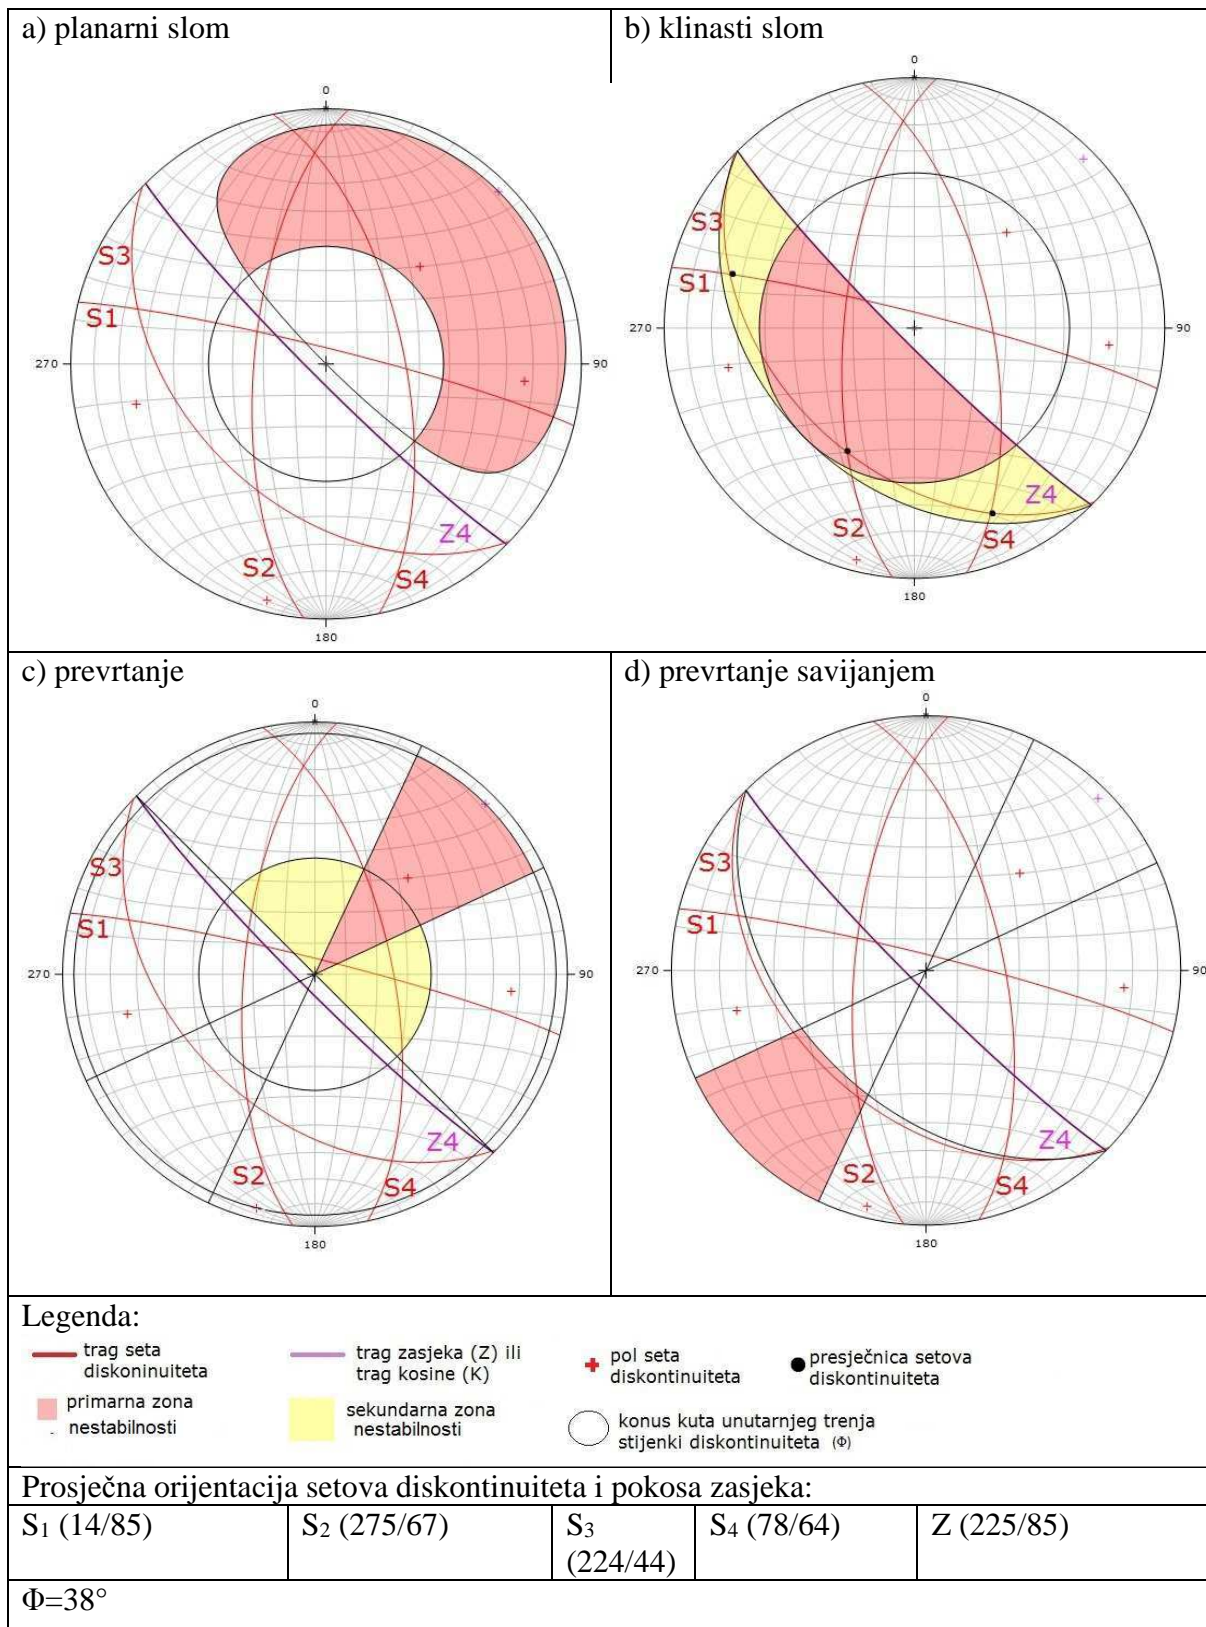 a) planarni slom
0
S3
S1
270
90
Z4
S2
S4
180
b) klinasti slom
0
S3
S1
270
90
Z4
S2
S4
180
c) prevrtanje
0
S3
S1
270
90
Z4
S2
S4
180
d) prevrtanje savijanjem
0
S3
S1
270
90
Z4
S2
S4
180
Legenda:
trag seta
diskoninuiteta
trag zasjeka (Z) ili
trag kosine (K)
pol seta
diskontinuiteta
presječnica setova
diskontinuiteta
primarna zona
nestabilnosti
sekundarna zona
nestabilnosti
konus kuta unutarnjeg trenja
stijenki diskontinuiteta (Φ)
Prosječna orijentacija setova diskontinuiteta i pokosa zasjeka:
S₁ (14/85)
S₂ (275/67)
S₃
(224/44)
S₄ (78/64)
Z (225/85)
Φ=38°